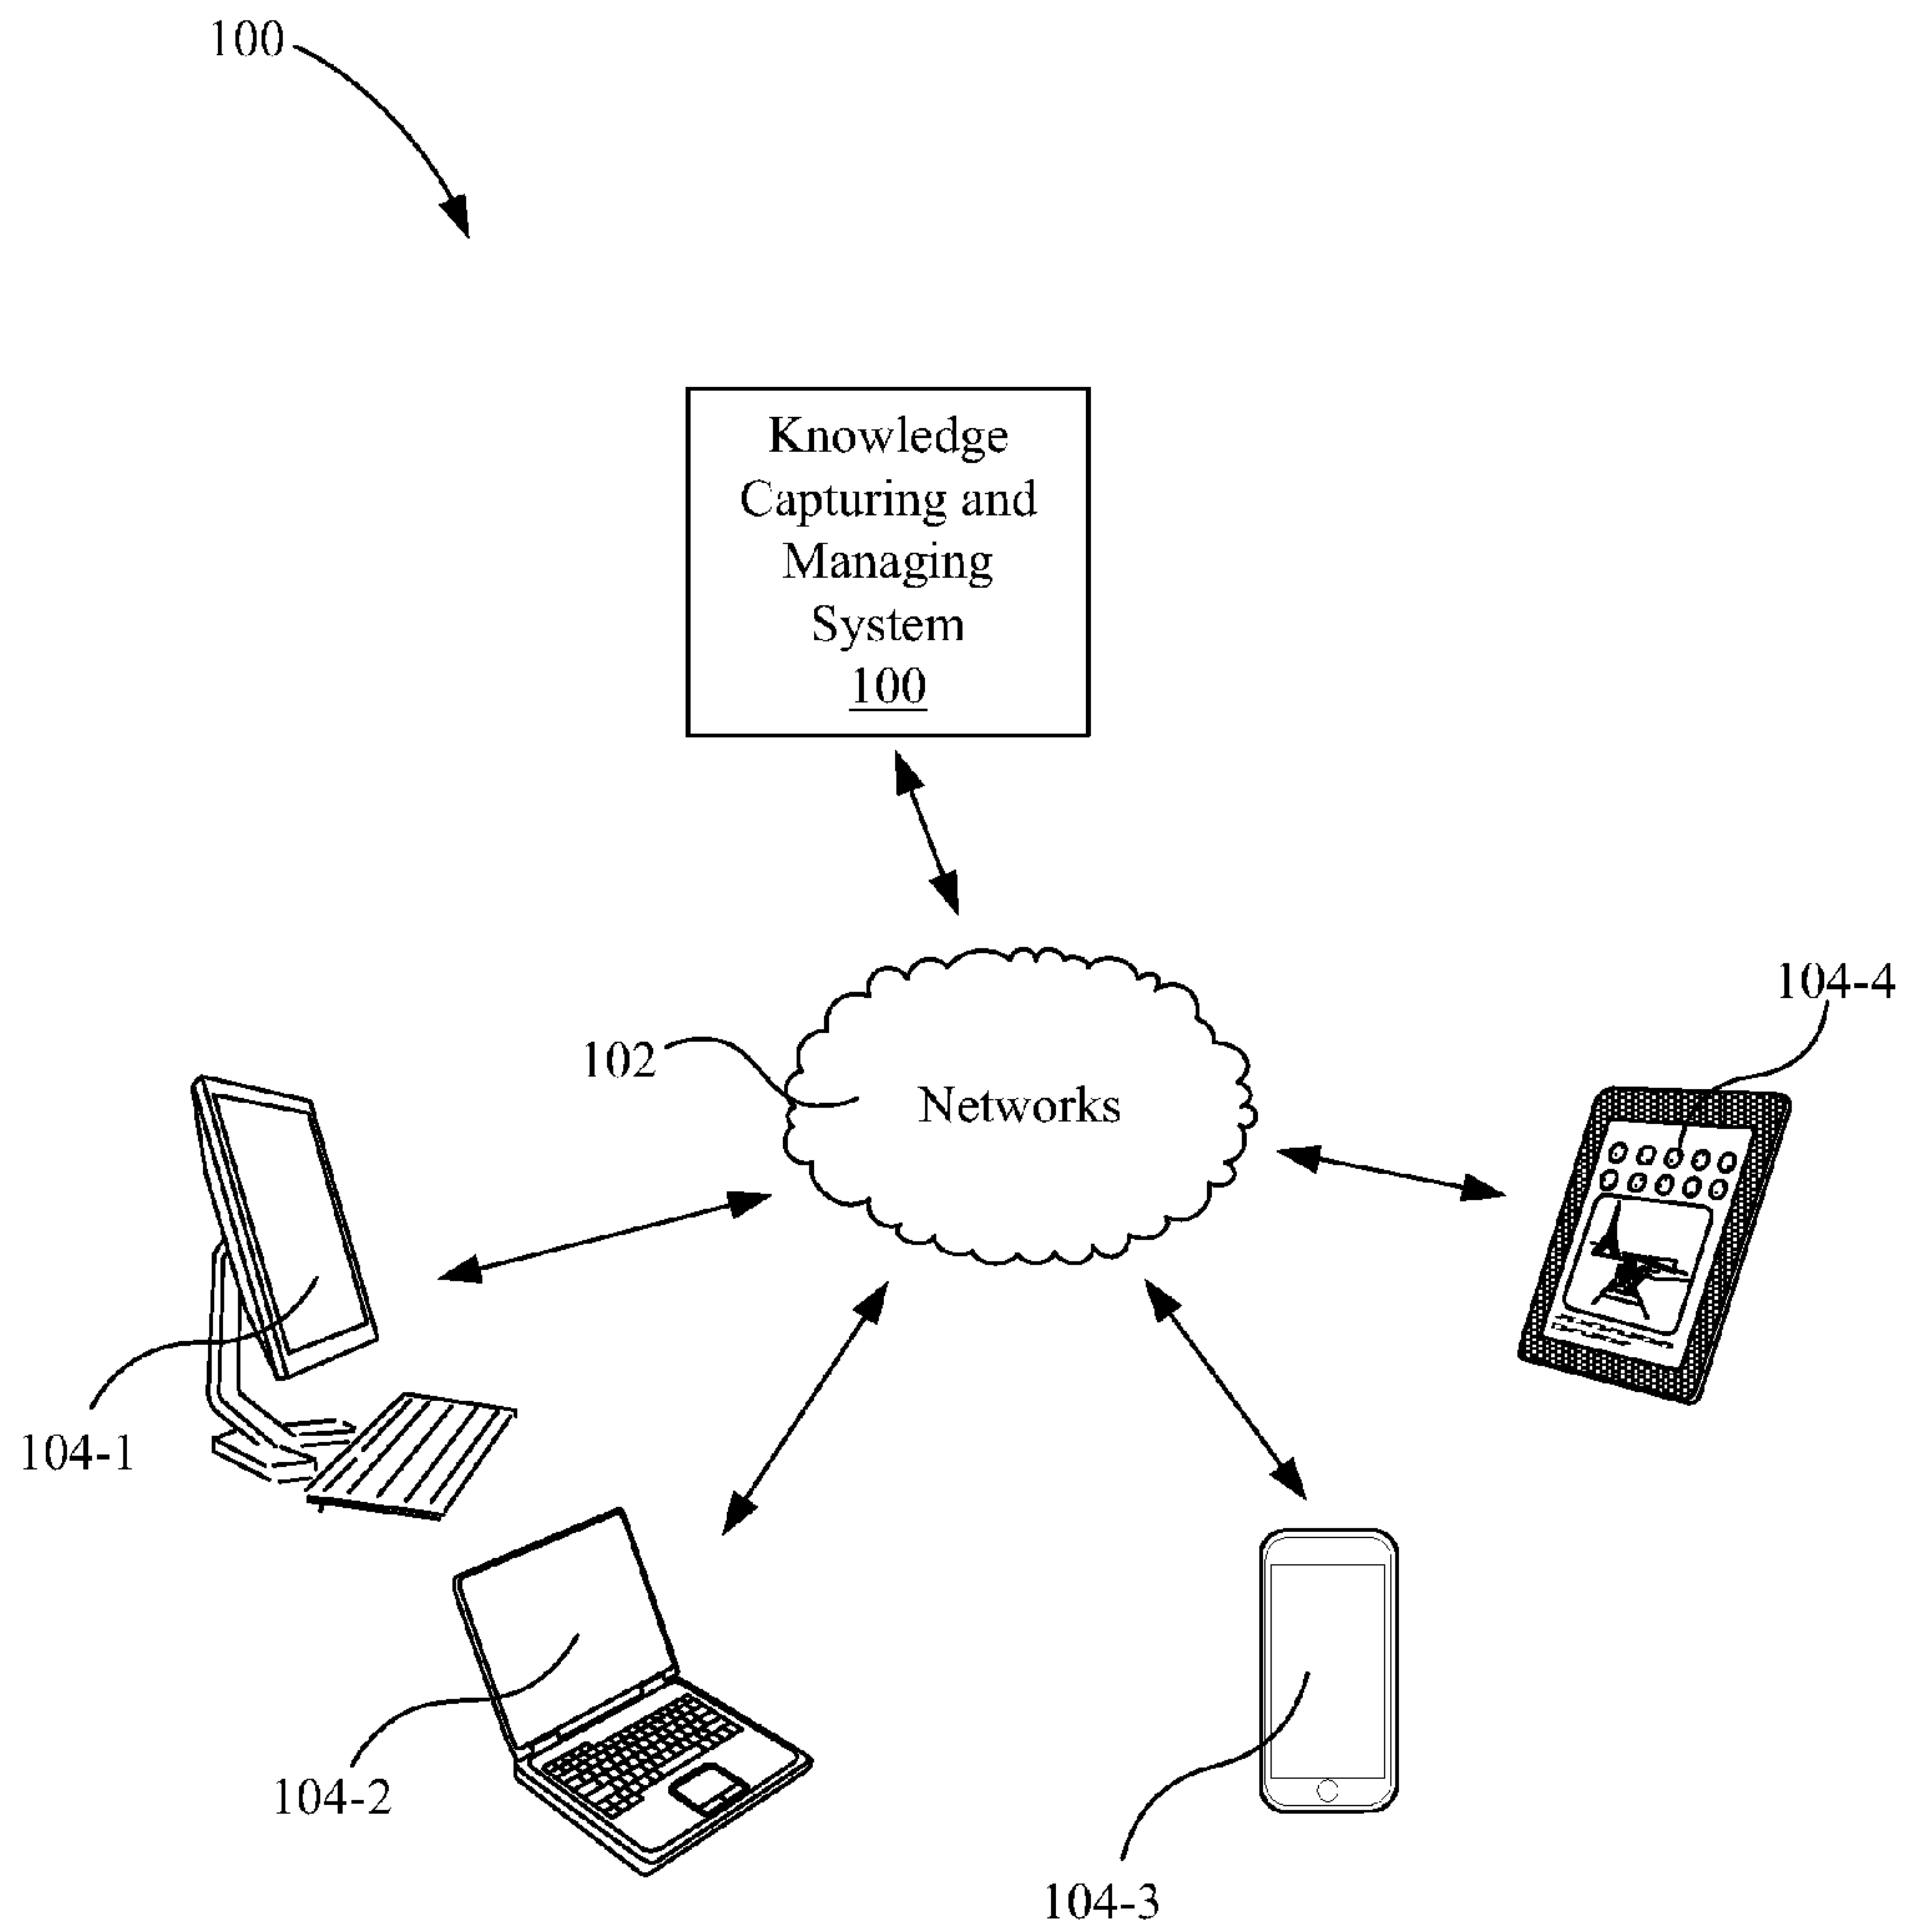 100
Knowledge
Capturing and
Managing
System
100
104-4
102
Networks
104-1
104-2
104-3